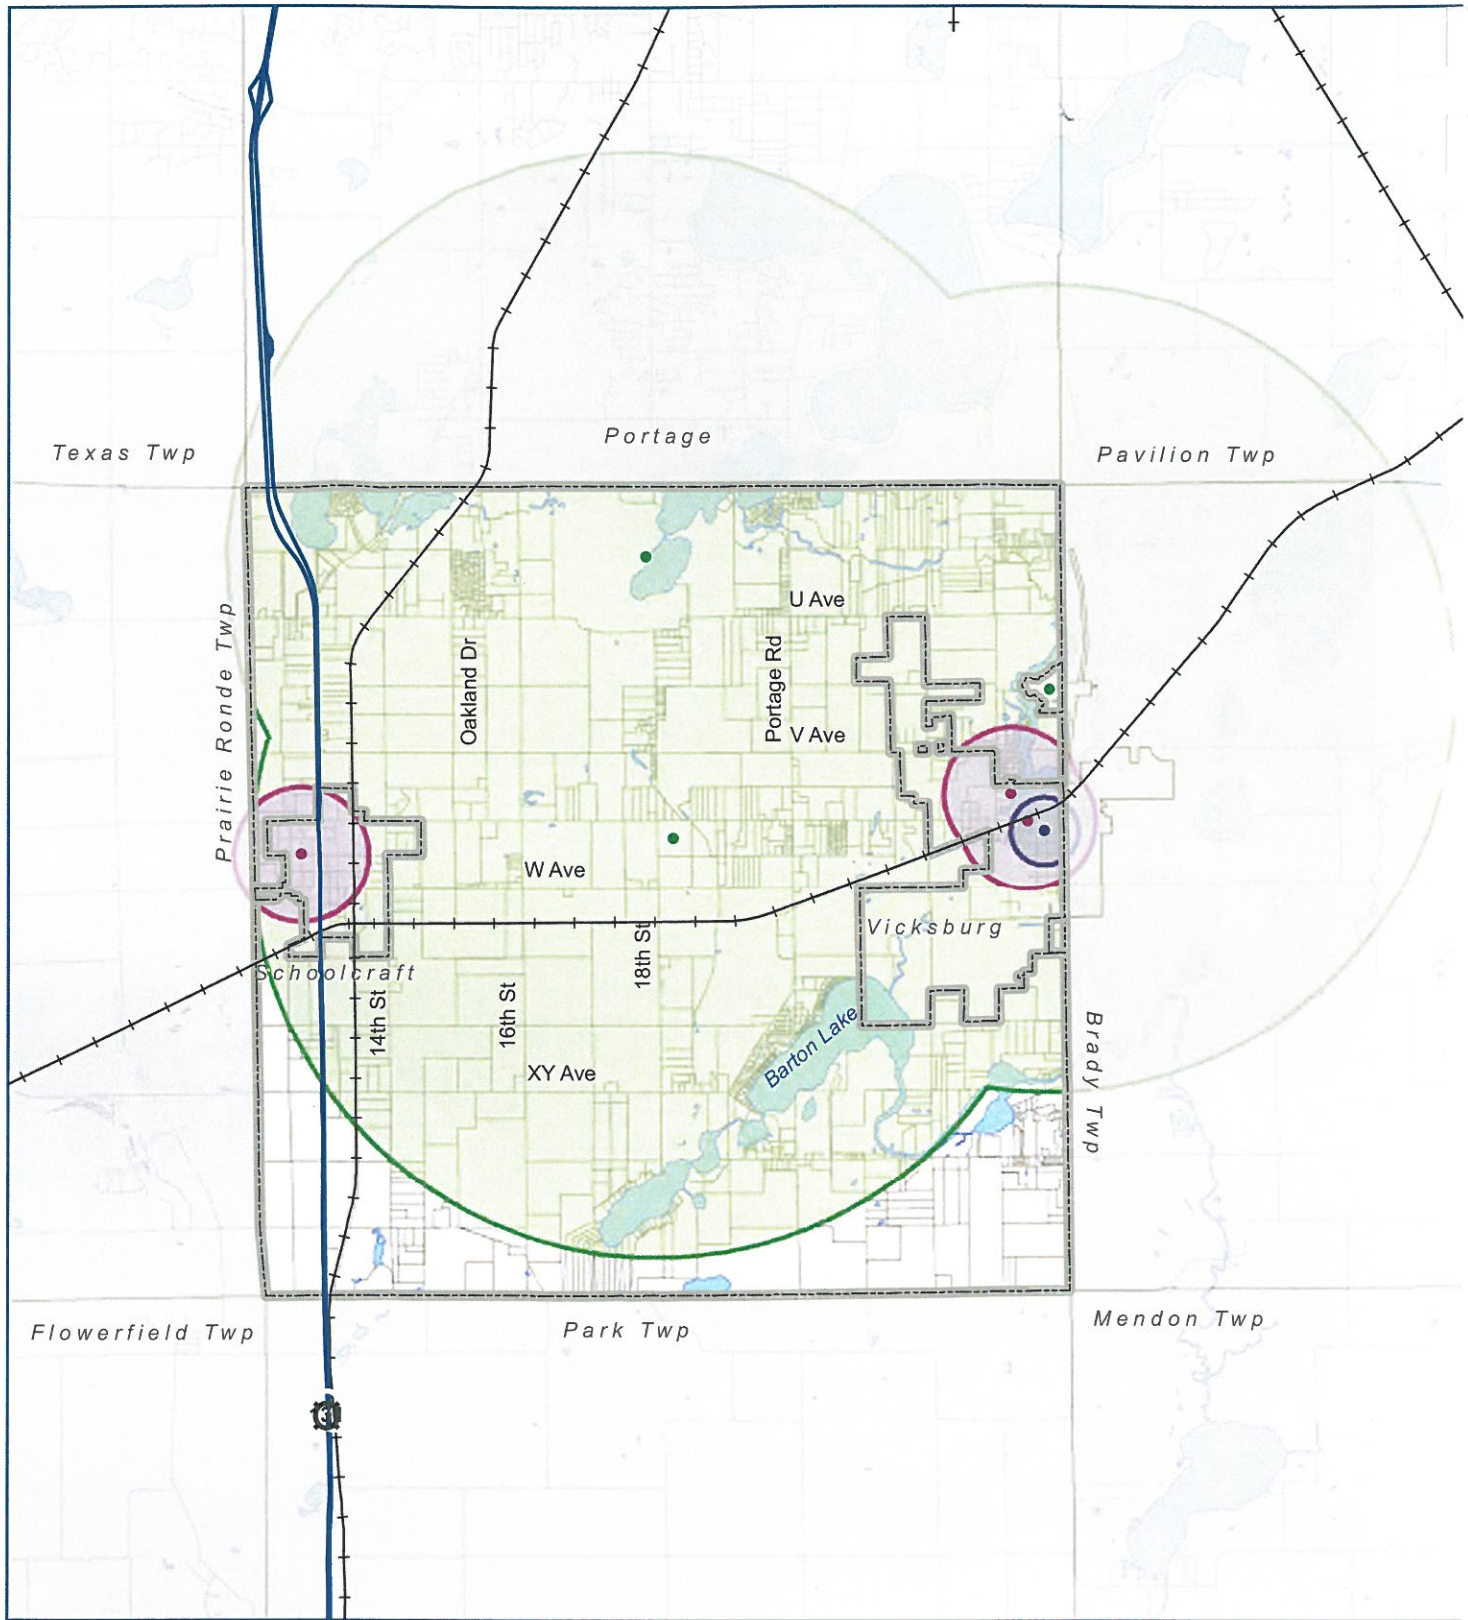 Portage
Texas Twp
Pavilion Twp
U Ave
Prairie Ronde Twp
Oakland Dr
Portage Rd
V Ave
W Ave
Vicksburg
Schoolcraft
18th St
14th St
16th St
Barton Lake
XY Ave
Brady Twp
Mendon Twp
Park Twp
Flowerfield Twp